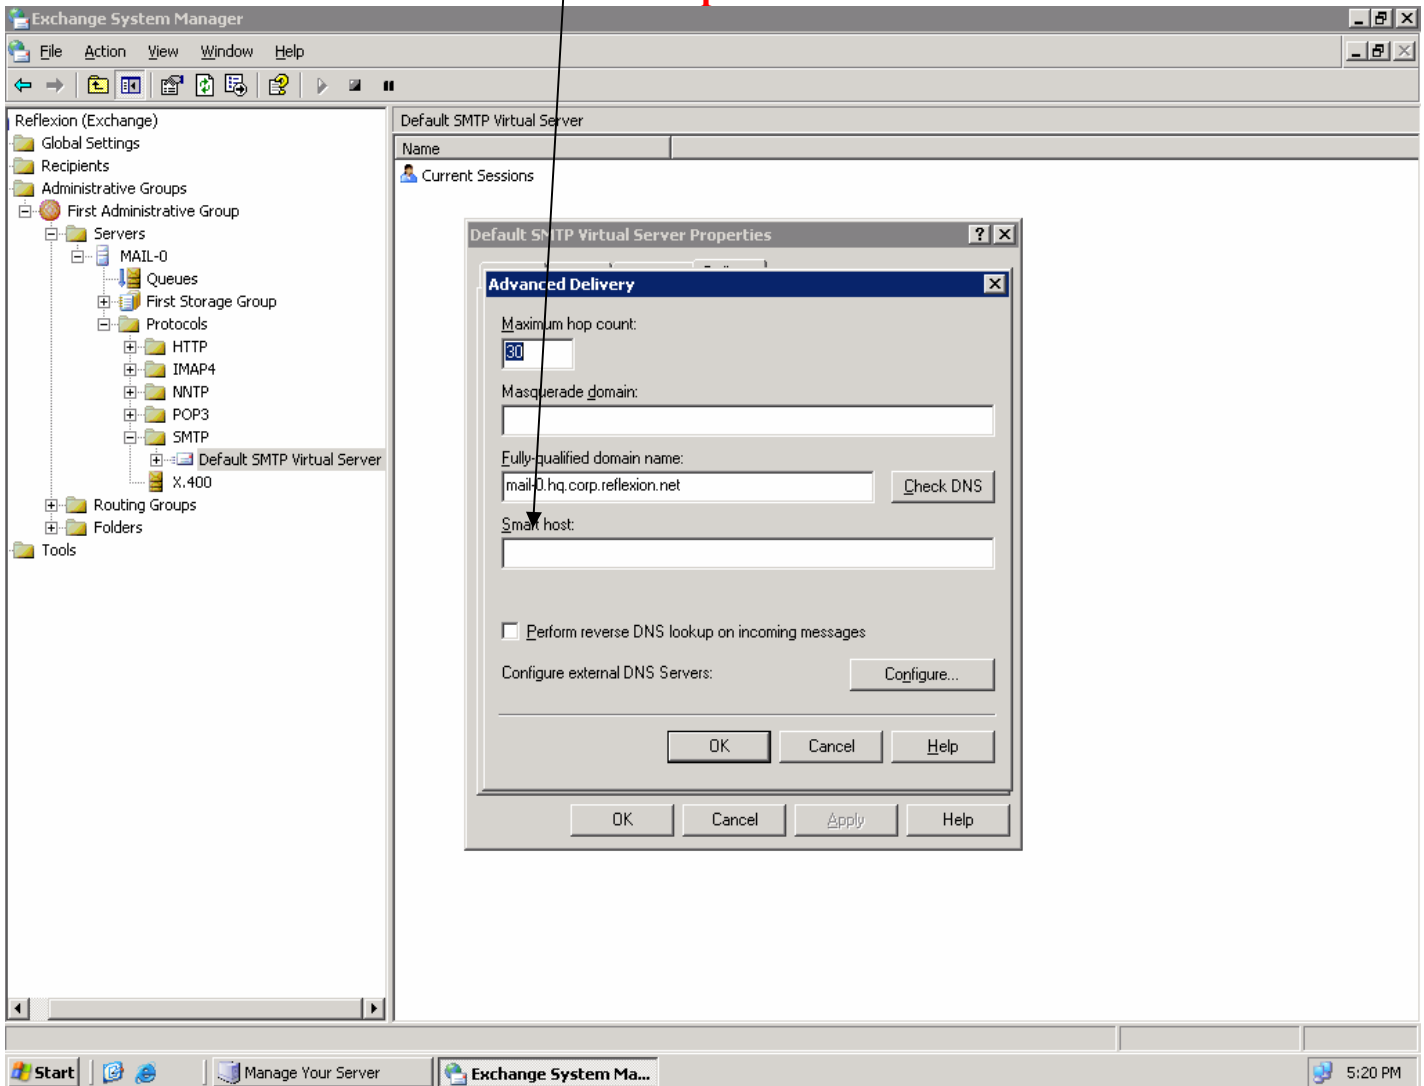 Exchange System Manager
File Action View Window Help
Reflexion (Exchange)
Global Settings
Recipients
Administrative Groups
First Administrative Group
Servers
MAIL-0
Queues
First Storage Group
Protocols
HTTP
IMAP4
NNTP
POP3
SMTP
Default SMTP Virtual Server
X.400
Routing Groups
Folders
Tools
Default SMTP Virtual Server
Name
Current Sessions
Default SMTP Virtual Server Properties
Advanced Delivery
Maximum hop count:
30
Masquerade domain:
Fully-qualified domain name:
mail-0.hq.corp.reflexion.net
Check DNS
Smart host:
Perform reverse DNS lookup on incoming messages
Configure external DNS Servers:
Configure...
OK Cancel Help
OK Cancel Apply Help
Start
Manage Your Server
Exchange System Ma...
5:20 PM